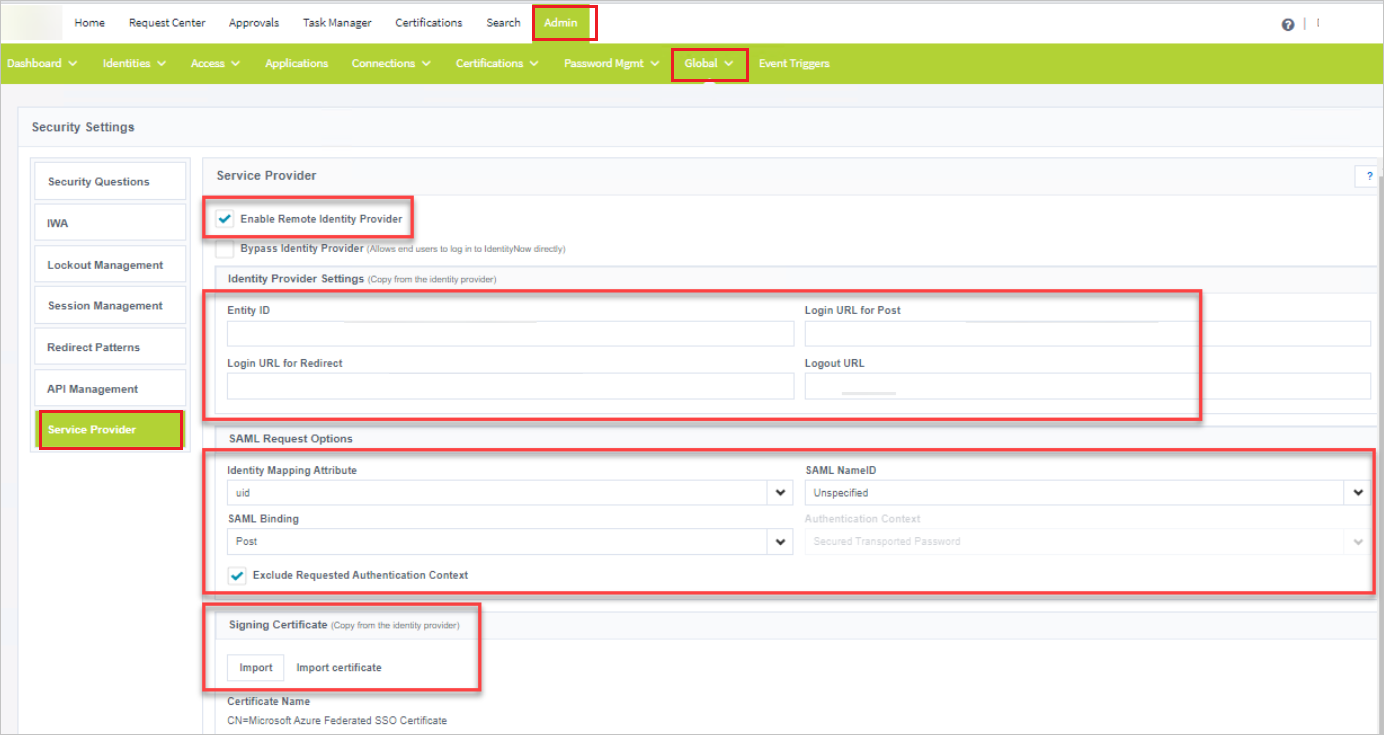 Home Request Center Approvals Task Manager Certifications Search Admin ?
Dashboard Identities Access Applications Connections Certifications Password Mgmt Global Event Triggers
Security Settings
Security Questions
IWA
Lockout Management
Session Management
Redirect Patterns
API Management
Service Provider
Service Provider ?
Enable Remote Identity Provider
Bypass Identity Provider (Allows end users to log in to IdentityNow directly)
Identity Provider Settings (Copy from the identity provider)
Entity ID Login URL for Post
Login URL for Redirect Logout URL
SAML Request Options
Identity Mapping Attribute SAML NameID
uid Unspecified
SAML Binding Authentication Context
Post Secured Transported Password
Exclude Requested Authentication Context
Signing Certificate (Copy from the identity provider)
Import Import certificate
Certificate Name
CN=Microsoft Azure Federated SSO Certificate